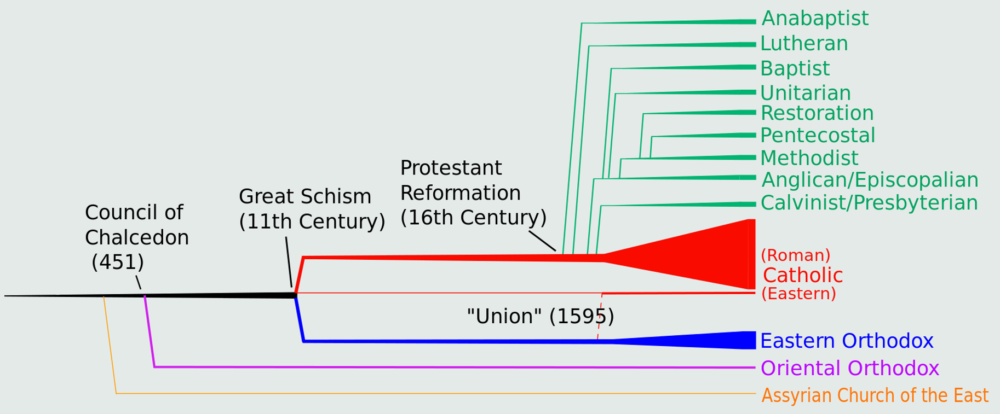 Anabaptist
Lutheran
Baptist
Unitarian
Restoration
Pentecostal
Methodist
Anglican/Episcopalian
Calvinist/Presbyterian
Protestant
Reformation
(16th Century)
Great Schism
(11th Century)
Council of
Chalcedon
(451)
(Roman)
Catholic
(Eastern)
"Union" (1595)
Eastern Orthodox
Oriental Orthodox
Assyrian Church of the East